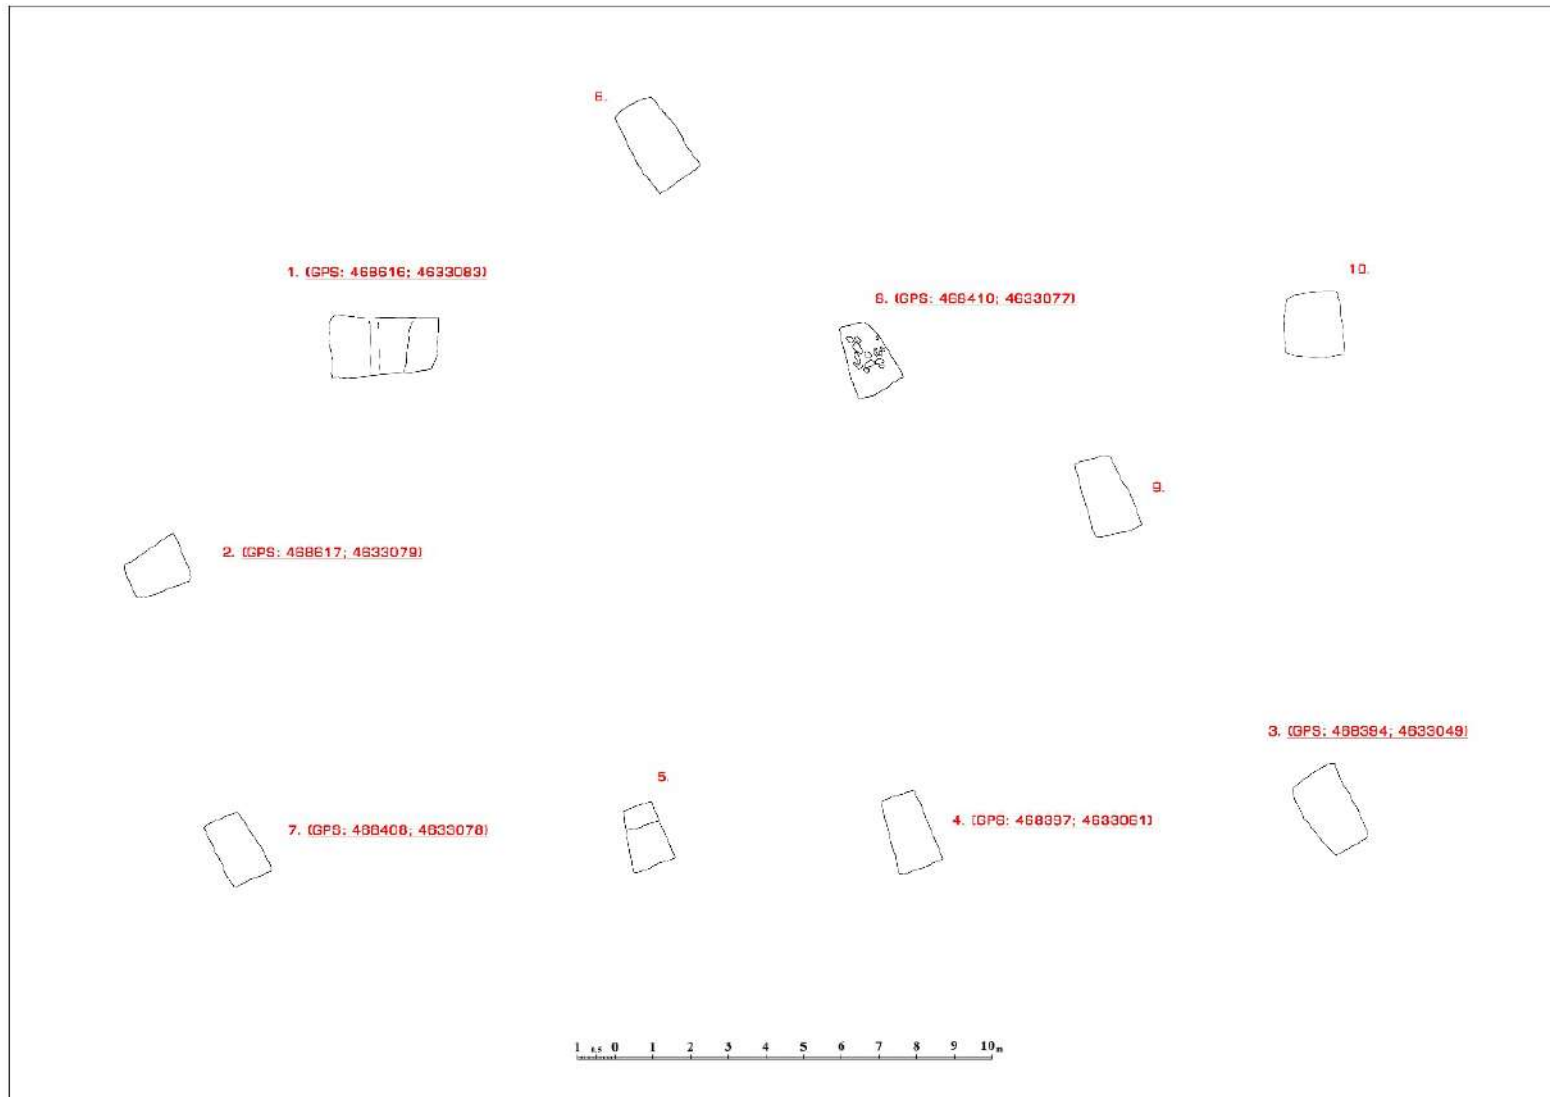 8.
1. (GPS: 468616; 4633083)
10.
6. (GPS: 468410; 4633077)
9.
2. (GPS: 468617; 4633079)
3. (GPS: 468394; 4633049)
5.
4. (GPS: 468397; 4633061)
7. (GPS: 468408; 4633078)
1 0.5 0 1 2 3 4 5 6 7 8 9 10 m